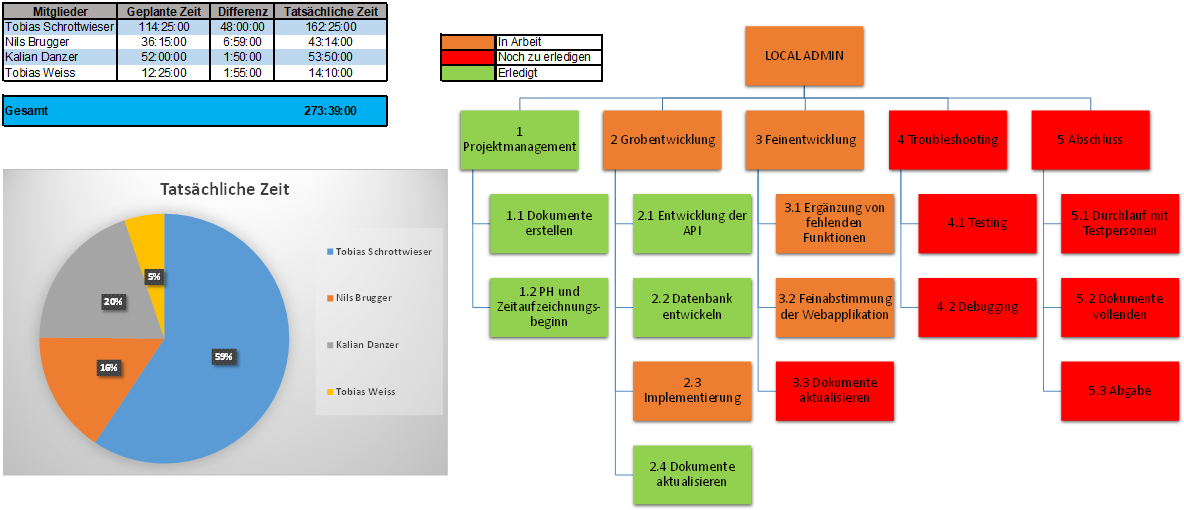 Mitglieder Geplante Zeit Differenz Tatsächliche Zeit
Tobias Schrottwieser 114:25:00 48:00:00 162:25:00
Nils Brugger 36:15:00 6:59:00 43:14:00
Kalian Danzer 52:00:00 1:50:00 53:50:00
Tobias Weiss 12:25:00 1:55:00 14:10:00
Gesamt 273:39:00
Tatsächliche Zeit
59%
16%
20%
5%
Tobias Schrottwieser
Nils Brugger
Kalian Danzer
Tobias Weiss
In Arbeit
Noch zu erledigen
Erledigt
LOCAL ADMIN
1
Projektmanagement
1.1 Dokumente
erstellen
1.2 PH und
Zeitaufzeichnungs-
beginn
2 Grobentwicklung
2.1 Entwicklung der
API
2.2 Datenbank
entwickeln
2.3
Implementierung
2.4 Dokumente
aktualisieren
3 Feinentwicklung
3.1 Ergänzung von
fehlenden
Funktionen
3.2 Feinabstimmung
der Webapplikation
3.3 Dokumente
aktualisieren
4 Troubleshooting
4.1 Testing
4.2 Debugging
5 Abschluss
5.1 Durchlauf mit
Testpersonen
5.2 Dokumente
vollenden
5.3 Abgabe